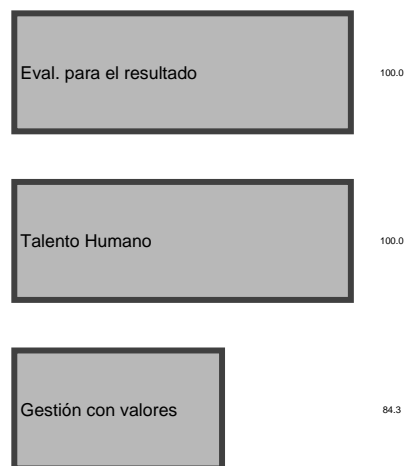 Eval. para el resultado 100.0
Talento Humano 100.0
Gestión con valores 84.3